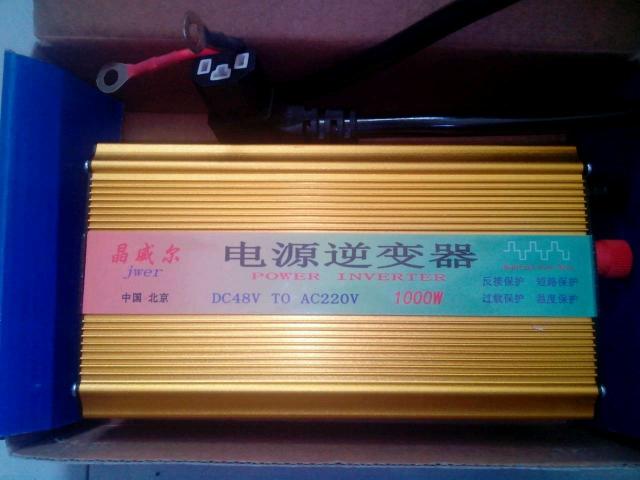 晶威尔
jwer
中国 北京
电源逆变器
POWER INVERTER
DC48V TO AC220V 1000W
反接保护 短路保护
过载保护 温度保护